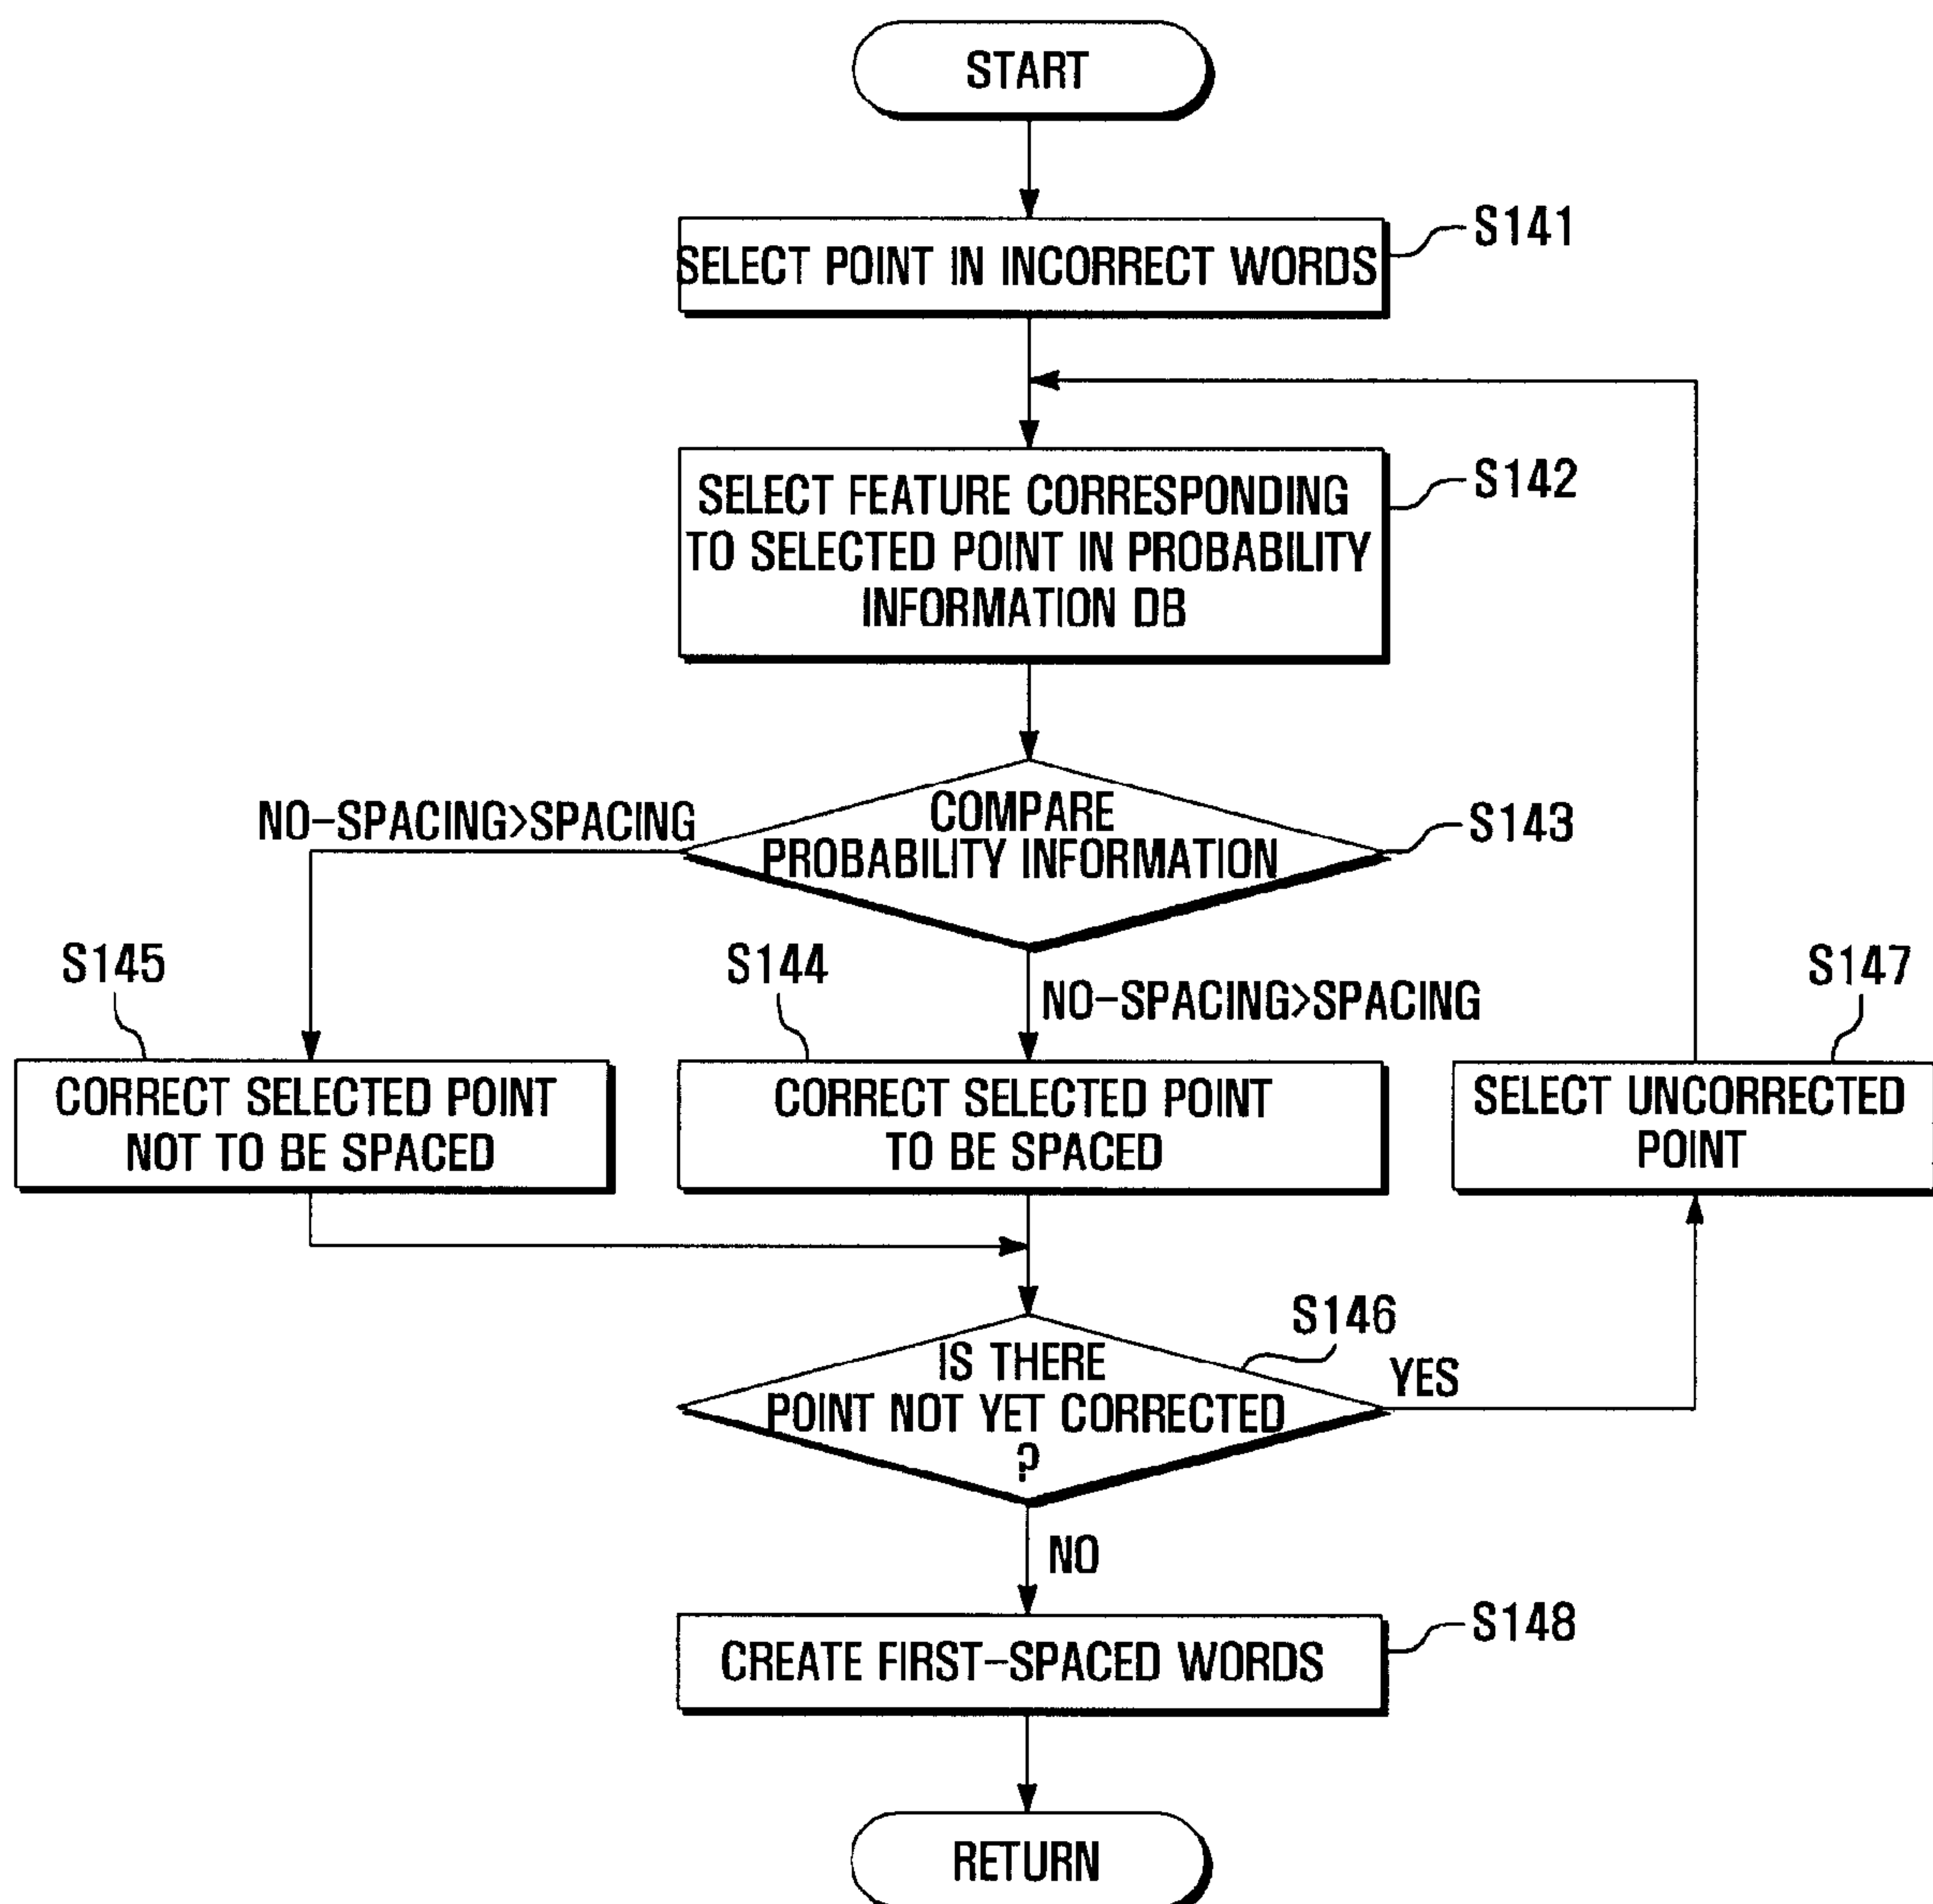 START
SELECT POINT IN INCORRECT WORDS
S141
SELECT FEATURE CORRESPONDING
TO SELECTED POINT IN PROBABILITY
INFORMATION DB
S142
COMPARE
PROBABILITY INFORMATION
S143
NO-SPACING>SPACING
NO-SPACING>SPACING
S145
CORRECT SELECTED POINT
NOT TO BE SPACED
S144
CORRECT SELECTED POINT
TO BE SPACED
S147
SELECT UNCORRECTED
POINT
S146
IS THERE
POINT NOT YET CORRECTED
?
YES
NO
CREATE FIRST-SPACED WORDS
S148
RETURN